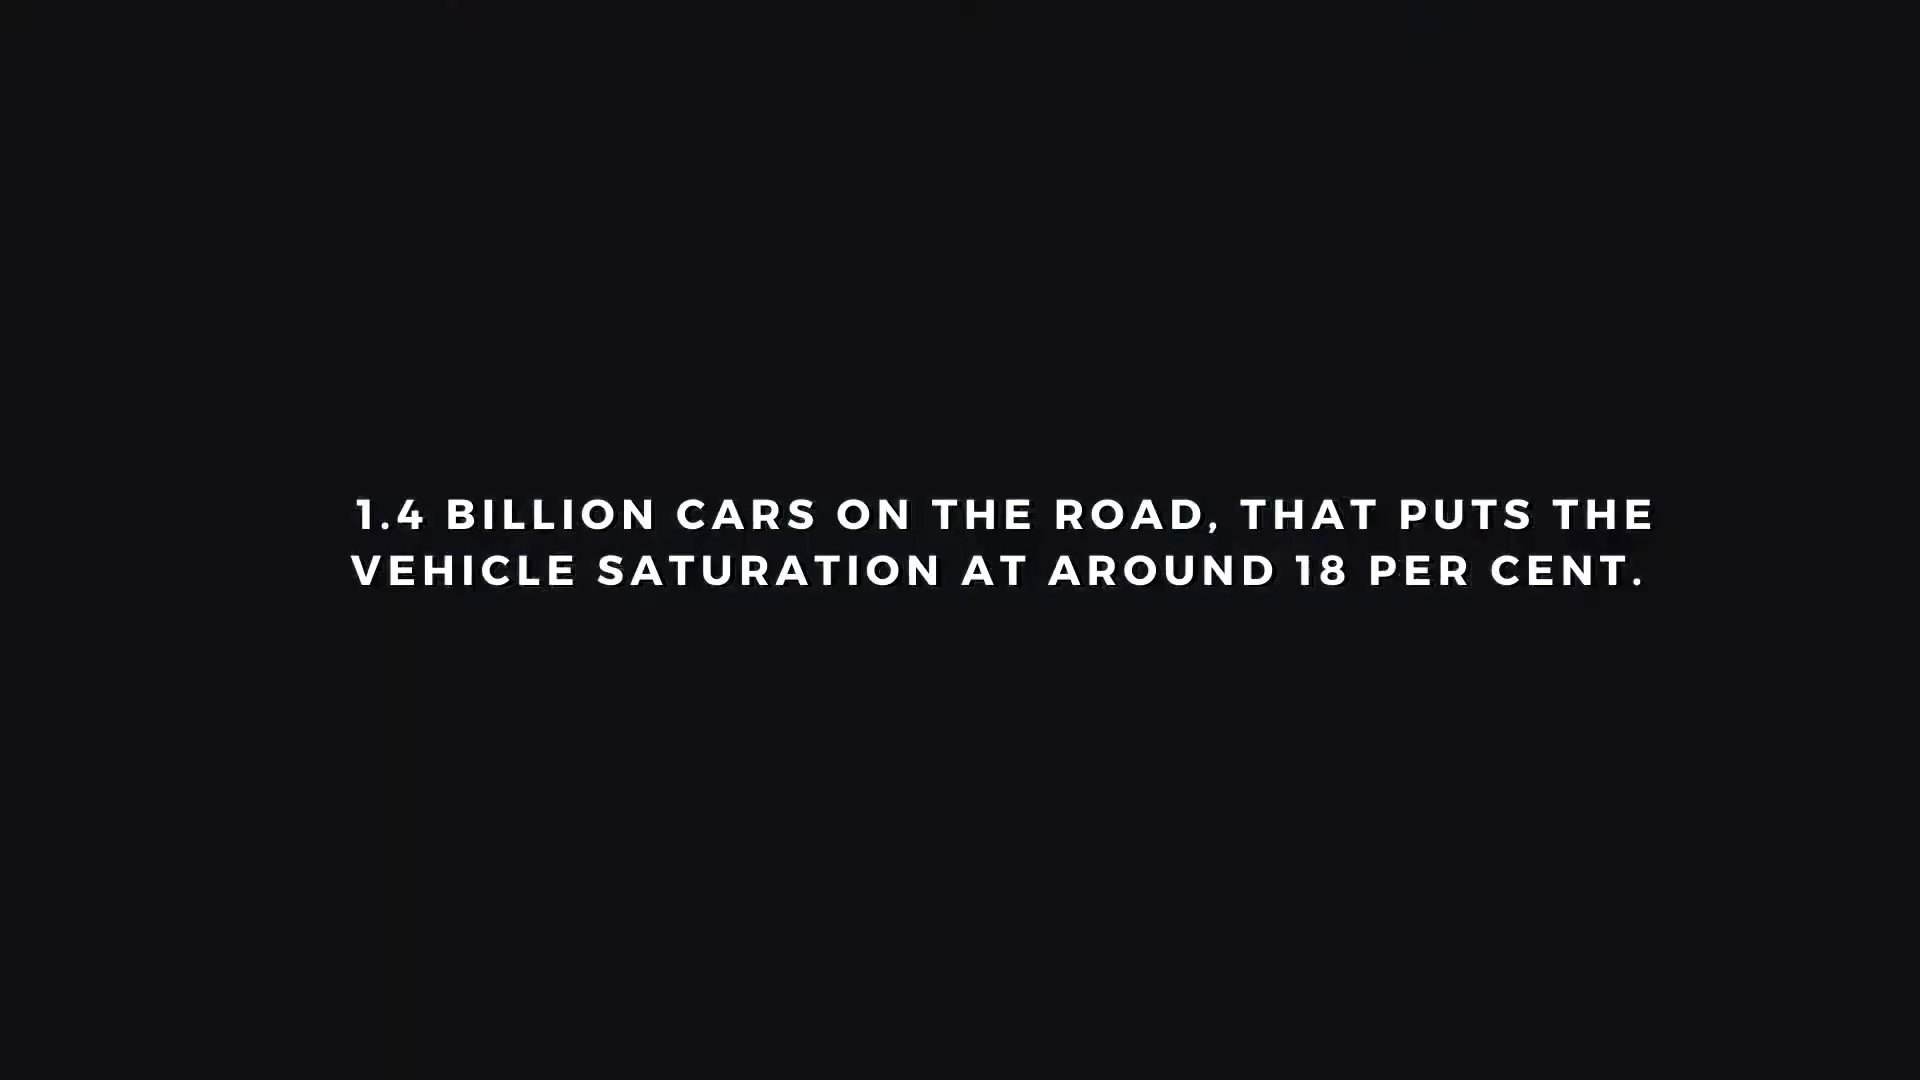 1.4 BILLION CARS ON THE ROAD, THAT PUTS THE
VEHICLE SATURATION AT AROUND 18 PER CENT.